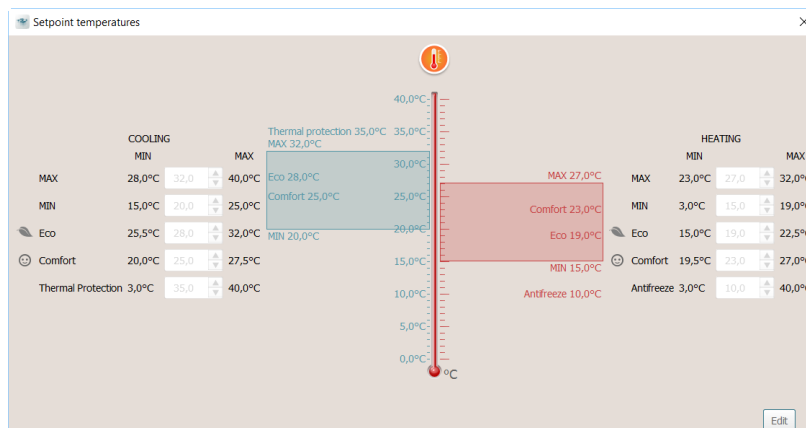 Setpoint temperatures
40,0°C
Thermal protection 35,0°C 35,0°C
COOLING
MAX 32,0°C
HEATING
MIN MAX
MIN MAX
30,0°C
MAX 28,0°C 32,0 40,0°C
Eco 28,0°C
MAX 27,0°C
MAX 23,0°C 27,0 32,0°C
Comfort 25,0°C 25,0°C
MIN 15,0°C 20,0 25,0°C
Comfort 23,0°C
MIN 3,0°C 15,0 19,0°C
20,0°C
Eco 25,5°C 28,0 32,0°C
MIN 20,0°C
Eco 19,0°C
Eco 15,0°C 19,0 22,5°C
Comfort 20,0°C 25,0 27,5°C
15,0°C
MIN 15,0°C
Comfort 19,5°C 23,0 27,0°C
Thermal Protection 3,0°C 35,0 40,0°C
10,0°C
Antifreeze 10,0°C
Antifreeze 3,0°C 10,0 40,0°
5,0°C
0,0°C
°C
Edit